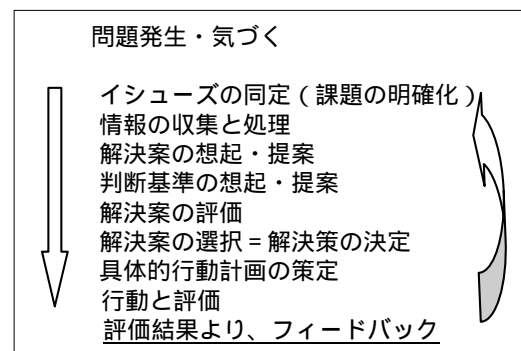 問題発生・気づく
イシューズの同定(課題の明確化)
情報の収集と処理
解決案の想起・提案
判断基準の想起・提案
解決案の評価
解決案の選択=解決策の決定
具体的行動計画の策定
行動と評価
評価結果より、フィードバック